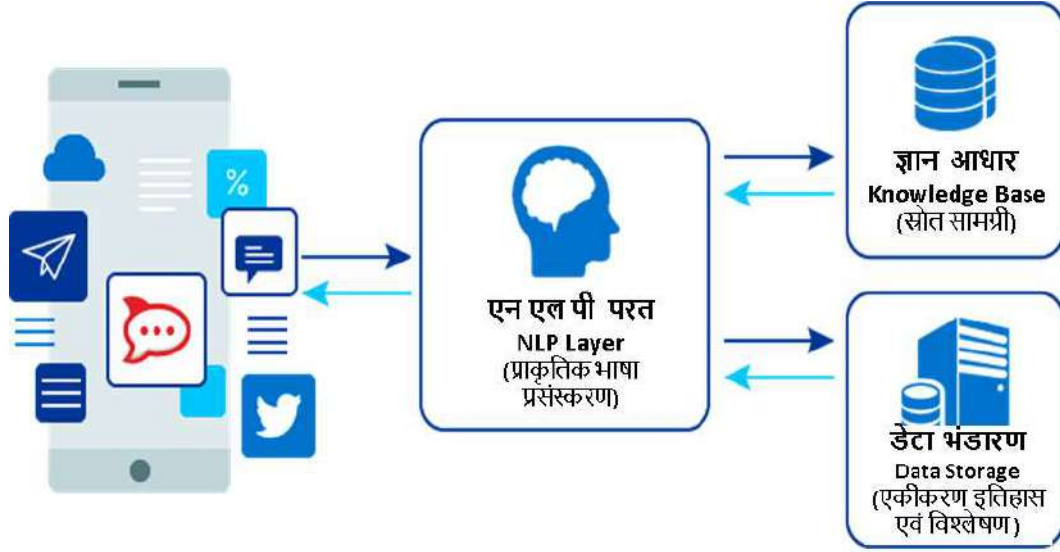 %
एन एल पी परत
NLP Layer
(प्राकृतिक भाषा
प्रसंस्करण)
ज्ञान आधार
Knowledge Base
(स्रोत सामग्री)
डेटा भंडारण
Data Storage
(एकीकरण इतिहास
एवं विश्लेषण)